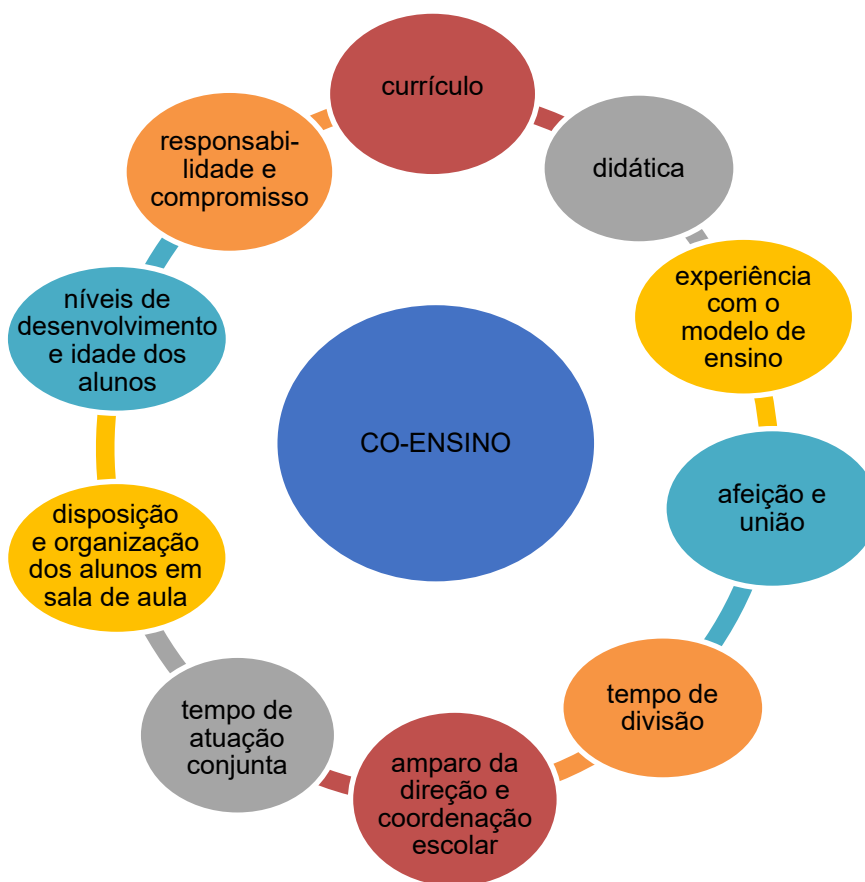 currículo
didática
experiência
com o
modelo de
ensino
afeição e
união
tempo de
divisão
amparo da
direção e
coordenação
escolar
tempo de
atuação
conjunta
disposição
e organização
dos alunos em
sala de aula
níveis de
desenvolvimento
e idade dos
alunos
responsabi-
lidade e
compromisso
CO-ENSINO